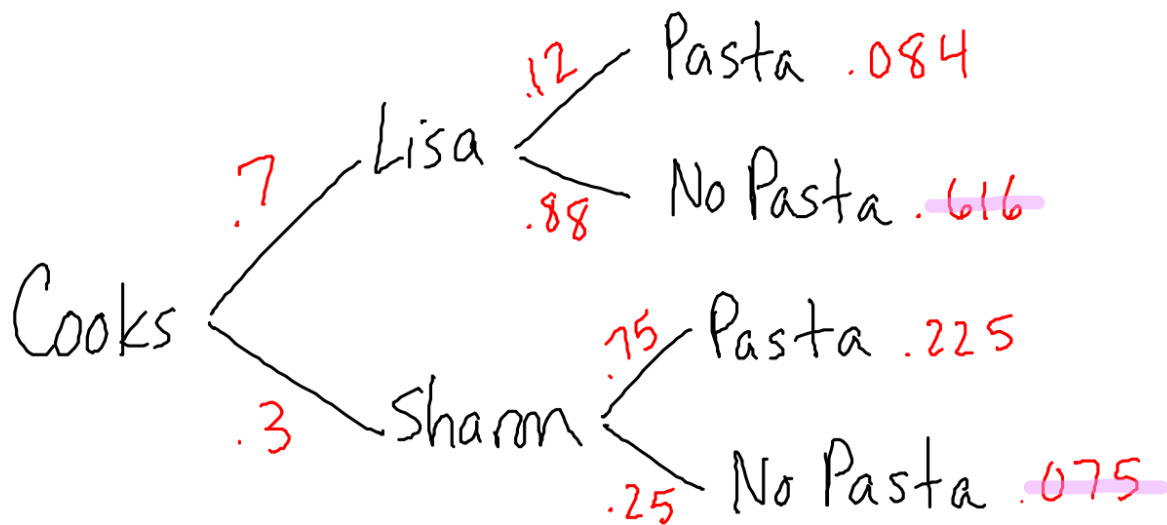 .12 Pasta .084
.7 Lisa
.88 No Pasta .616
Cooks
.75 Pasta .225
.3 Sharon
.25 No Pasta .075